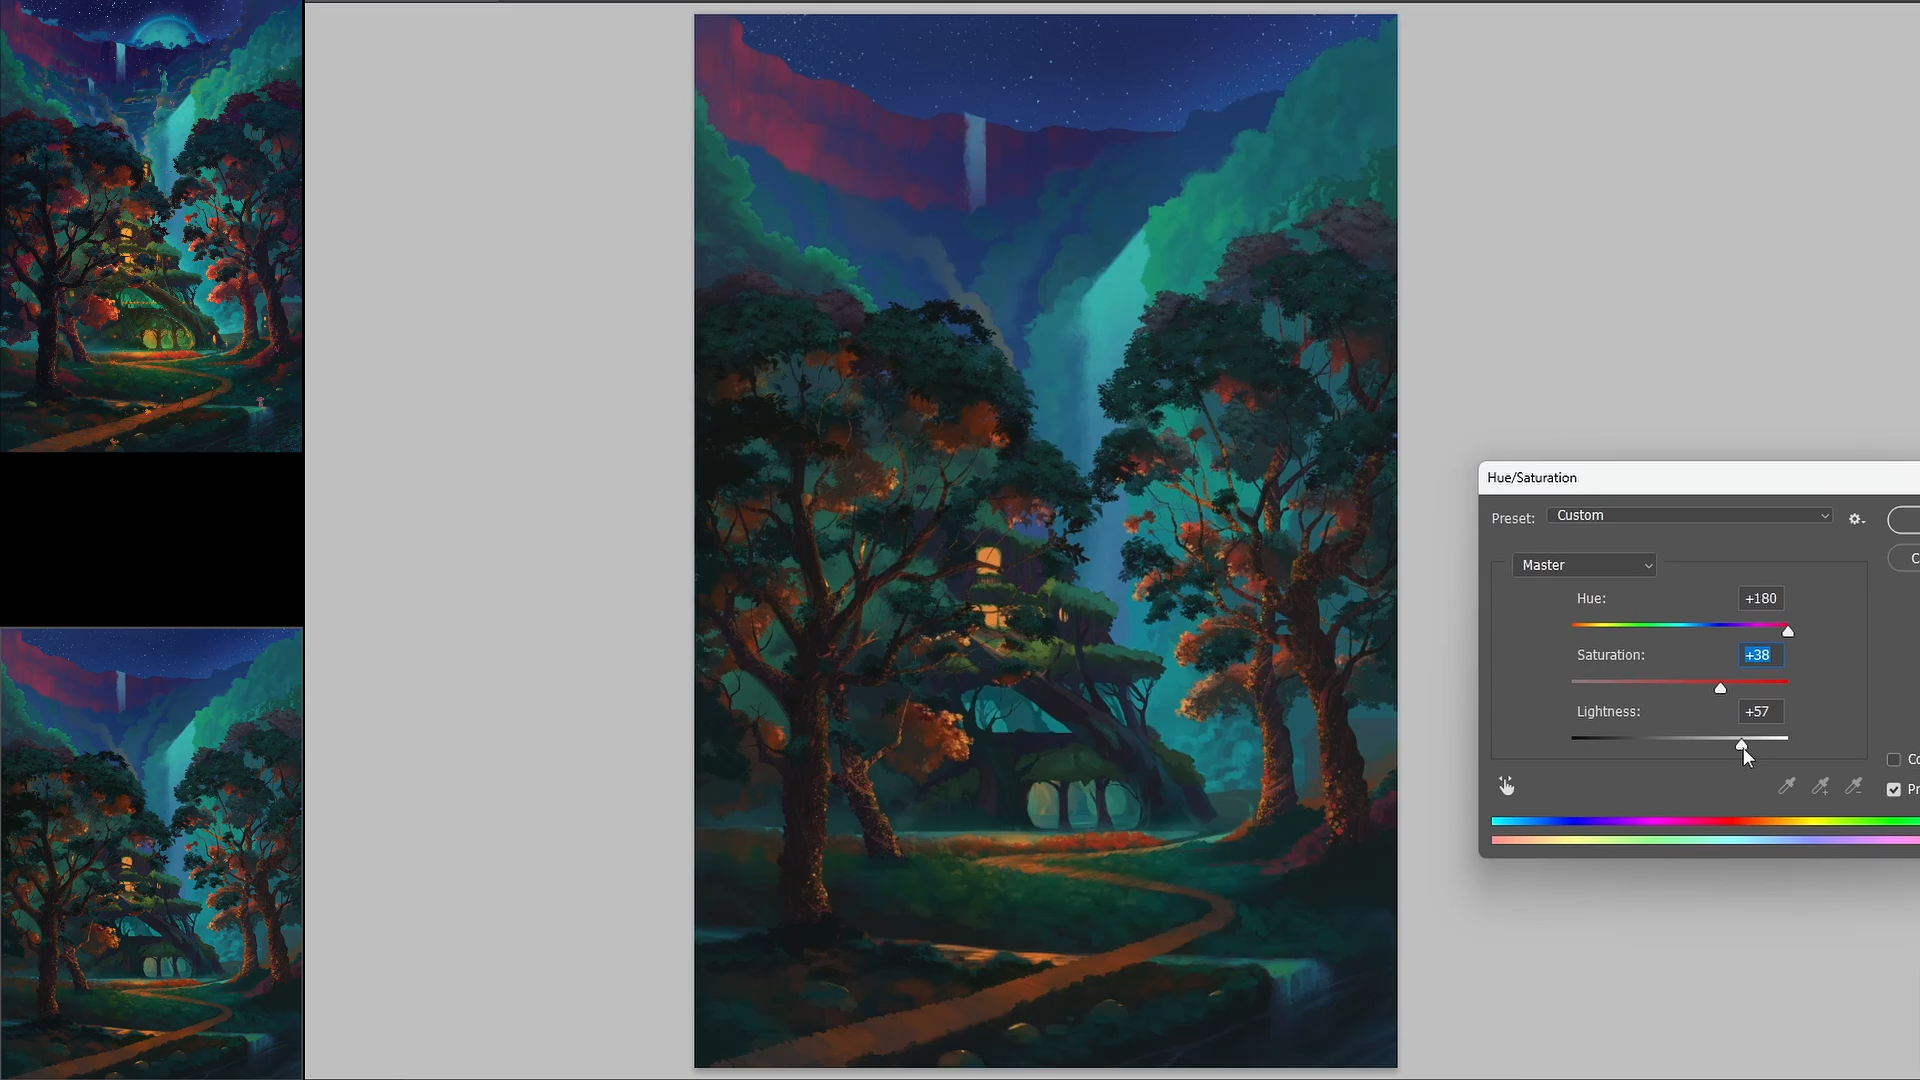 Hue/Saturation
Preset: Custom
Master
Hue: +180
Saturation: +38
Lightness: +57